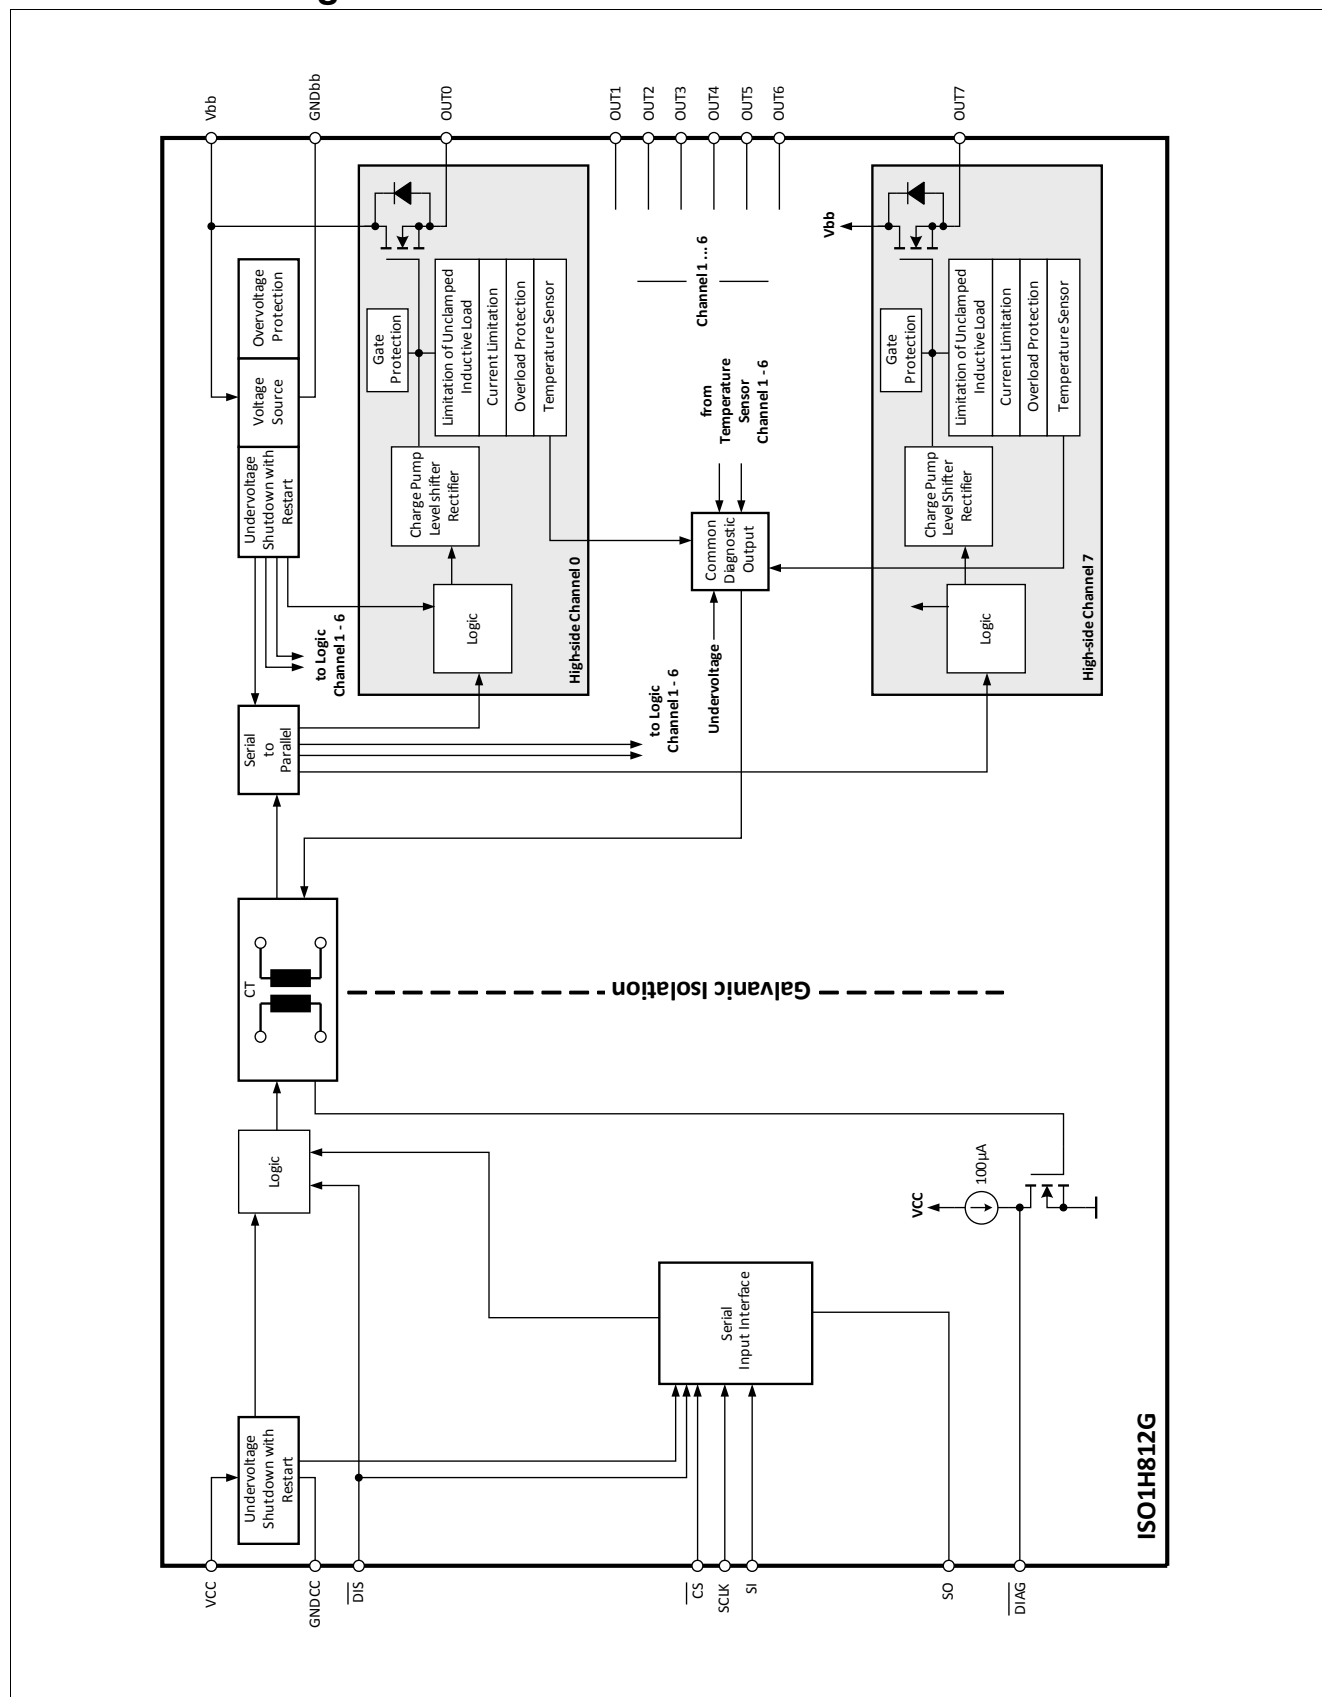 VCC
GNDCC
DIS
CS
SCLK
SI
SO
DIAG
Undervoltage
Shutdown with
Restart
Logic
Serial
Input Interface
VCC
100µA
CT
Galvanic Isolation
Serial
to
Parallel
Undervoltage
Shutdown with
Restart
Voltage
Source
Overvoltage
Protection
to Logic
Channel 1 - 6
to Logic
Channel 1 - 6
High-side Channel 0
Logic
Charge Pump
Level shifter
Rectifier
Gate
Protection
Limitation of Unclamped
Inductive Load
Current Limitation
Overload Protection
Temperature Sensor
Undervoltage
Common
Diagnostic
Output
from
Temperature
Sensor
Channel 1 - 6
Channel 1 ... 6
High-side Channel 7
Logic
Charge Pump
Level Shifter
Rectifier
Gate
Protection
Limitation of Unclamped
Inductive Load
Current Limitation
Overload Protection
Temperature Sensor
Vbb
Vbb
GNDbb
OUT0
OUT1
OUT2
OUT3
OUT4
OUT5
OUT6
OUT7
ISO1H812G